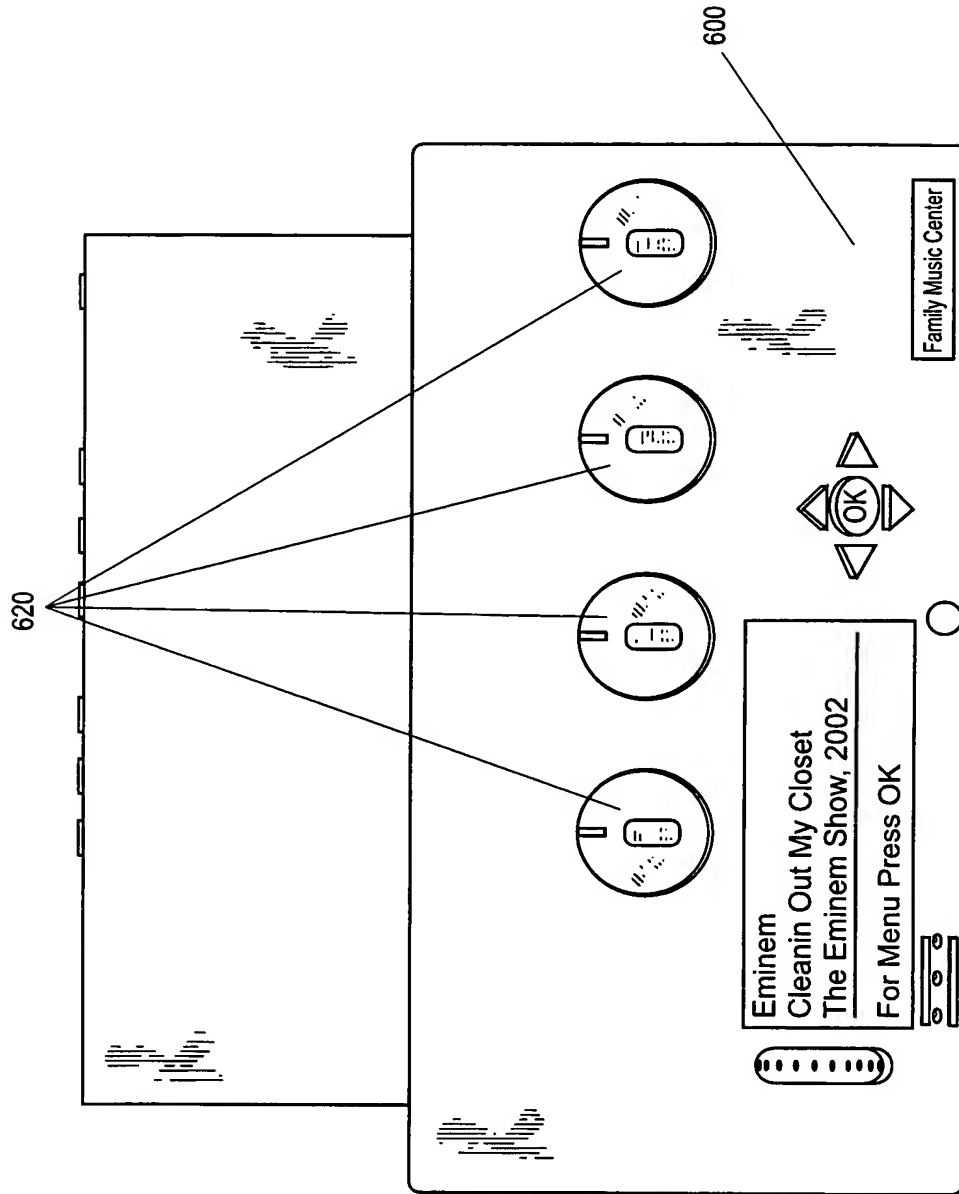 620
600
Eminem
Cleanin Out My Closet
The Eminem Show, 2002
For Menu Press OK
OK
Family Music Center